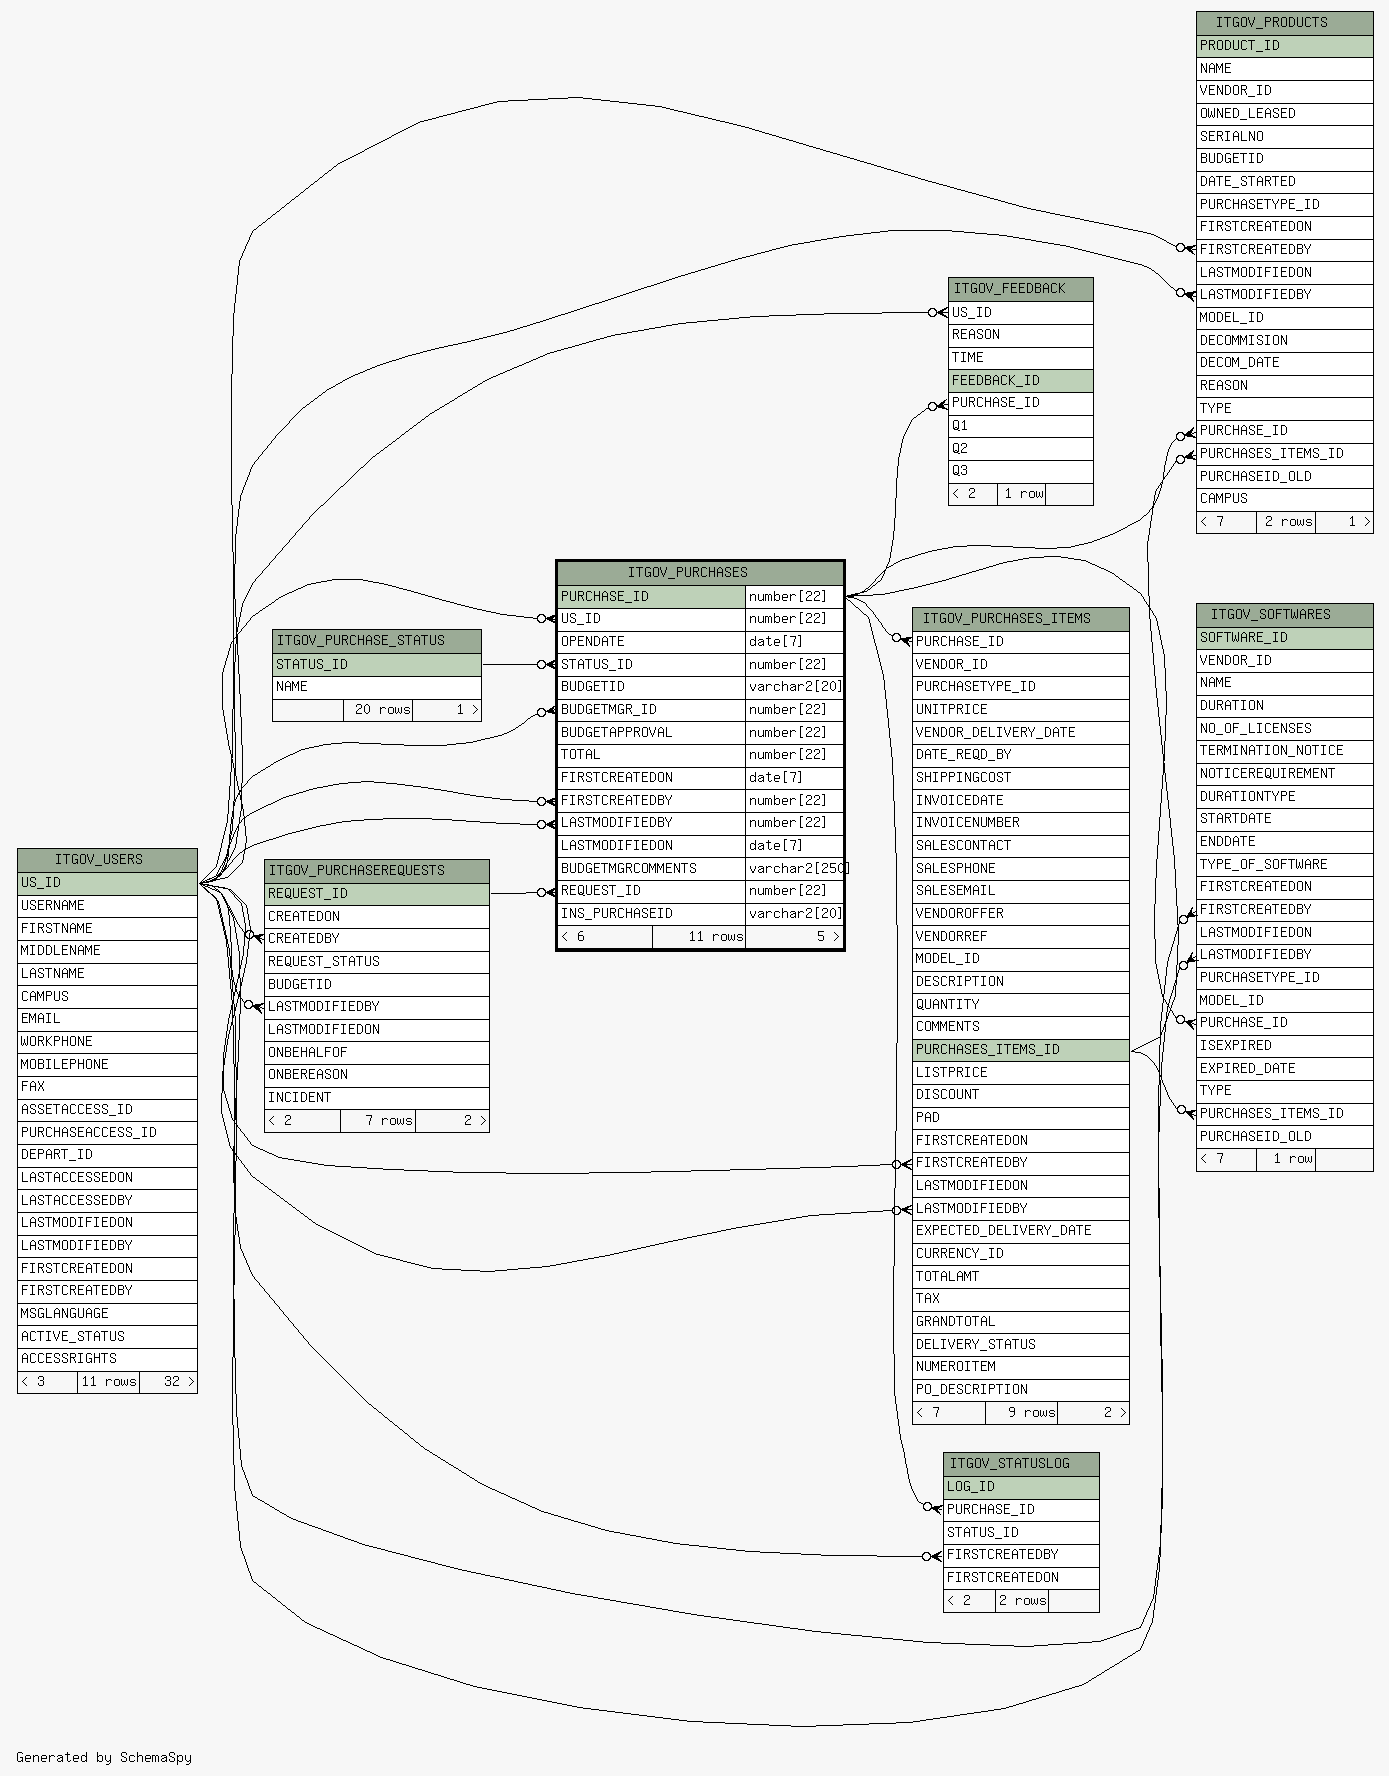 ITGOV_PRODUCTS
PRODUCT_ID
NAME
VENDOR_ID
OWNED_LEASED
SERIALNO
BUDGETID
DATE_STARTED
PURCHASETYPE_ID
FIRSTCREATEDON
FIRSTCREATEDBY
LASTMODIFIEDON
LASTMODIFIEDBY
MODEL_ID
DECOMMISION
DECOM_DATE
REASON
TYPE
PURCHASE_ID
PURCHASES_ITEMS_ID
PURCHASEID_OLD
CAMPUS
< 7 2 rows 1 >
ITGOV_FEEDBACK
US_ID
REASON
TIME
FEEDBACK_ID
PURCHASE_ID
Q1
Q2
Q3
< 2 1 row
ITGOV_PURCHASES
PURCHASE_ID number[22]
US_ID number[22]
OPENDATE date[7]
STATUS_ID number[22]
BUDGETID varchar2[20]
BUDGETMGR_ID number[22]
BUDGETAPPROVAL number[22]
TOTAL number[22]
FIRSTCREATEDON date[7]
FIRSTCREATEDBY number[22]
LASTMODIFIEDBY number[22]
LASTMODIFIEDON date[7]
BUDGETMGRCOMMENTS varchar2[250]
REQUEST_ID number[22]
INS_PURCHASEID varchar2[20]
< 6 11 rows 5 >
ITGOV_PURCHASE_STATUS
STATUS_ID
NAME
20 rows 1 >
ITGOV_PURCHASES_ITEMS
PURCHASE_ID
VENDOR_ID
PURCHASETYPE_ID
UNITPRICE
VENDOR_DELIVERY_DATE
DATE_REQD_BY
SHIPPINGCOST
INVOICEDATE
INVOICENUMBER
SALESCONTACT
SALESPHONE
SALESEMAIL
VENDOROFFER
VENDORREF
MODEL_ID
DESCRIPTION
QUANTITY
COMMENTS
PURCHASES_ITEMS_ID
LISTPRICE
DISCOUNT
PAD
FIRSTCREATEDON
FIRSTCREATEDBY
LASTMODIFIEDON
LASTMODIFIEDBY
EXPECTED_DELIVERY_DATE
CURRENCY_ID
TOTALAMT
TAX
GRANDTOTAL
DELIVERY_STATUS
NUMEROITEM
PO_DESCRIPTION
< 7 9 rows 2 >
ITGOV_SOFTWARES
SOFTWARE_ID
VENDOR_ID
NAME
DURATION
NO_OF_LICENSES
TERMINATION_NOTICE
NOTICEREQUIREMENT
DURATIONTYPE
STARTDATE
ENDDATE
TYPE_OF_SOFTWARE
FIRSTCREATEDON
FIRSTCREATEDBY
LASTMODIFIEDON
LASTMODIFIEDBY
PURCHASETYPE_ID
MODEL_ID
PURCHASE_ID
ISEXPIRED
EXPIRED_DATE
TYPE
PURCHASES_ITEMS_ID
PURCHASEID_OLD
< 7 1 row
ITGOV_USERS
US_ID
USERNAME
FIRSTNAME
MIDDLENAME
LASTNAME
CAMPUS
EMAIL
WORKPHONE
MOBILEPHONE
FAX
ASSETACCESS_ID
PURCHASEACCESS_ID
DEPART_ID
LASTACCESSEDON
LASTACCESSEDBY
LASTMODIFIEDON
LASTMODIFIEDBY
FIRSTCREATEDON
FIRSTCREATEDBY
MSGLANGUAGE
ACTIVE_STATUS
ACCESSRIGHTS
< 3 11 rows 32 >
ITGOV_PURCHASEREQUESTS
REQUEST_ID
CREATEDON
CREATEDBY
REQUEST_STATUS
BUDGETID
LASTMODIFIEDBY
LASTMODIFIEDON
ONBEHALFOF
ONBEREASON
INCIDENT
< 2 7 rows 2 >
ITGOV_STATUSLOG
LOG_ID
PURCHASE_ID
STATUS_ID
FIRSTCREATEDBY
FIRSTCREATEDON
< 2 2 rows
Generated by SchemaSpy